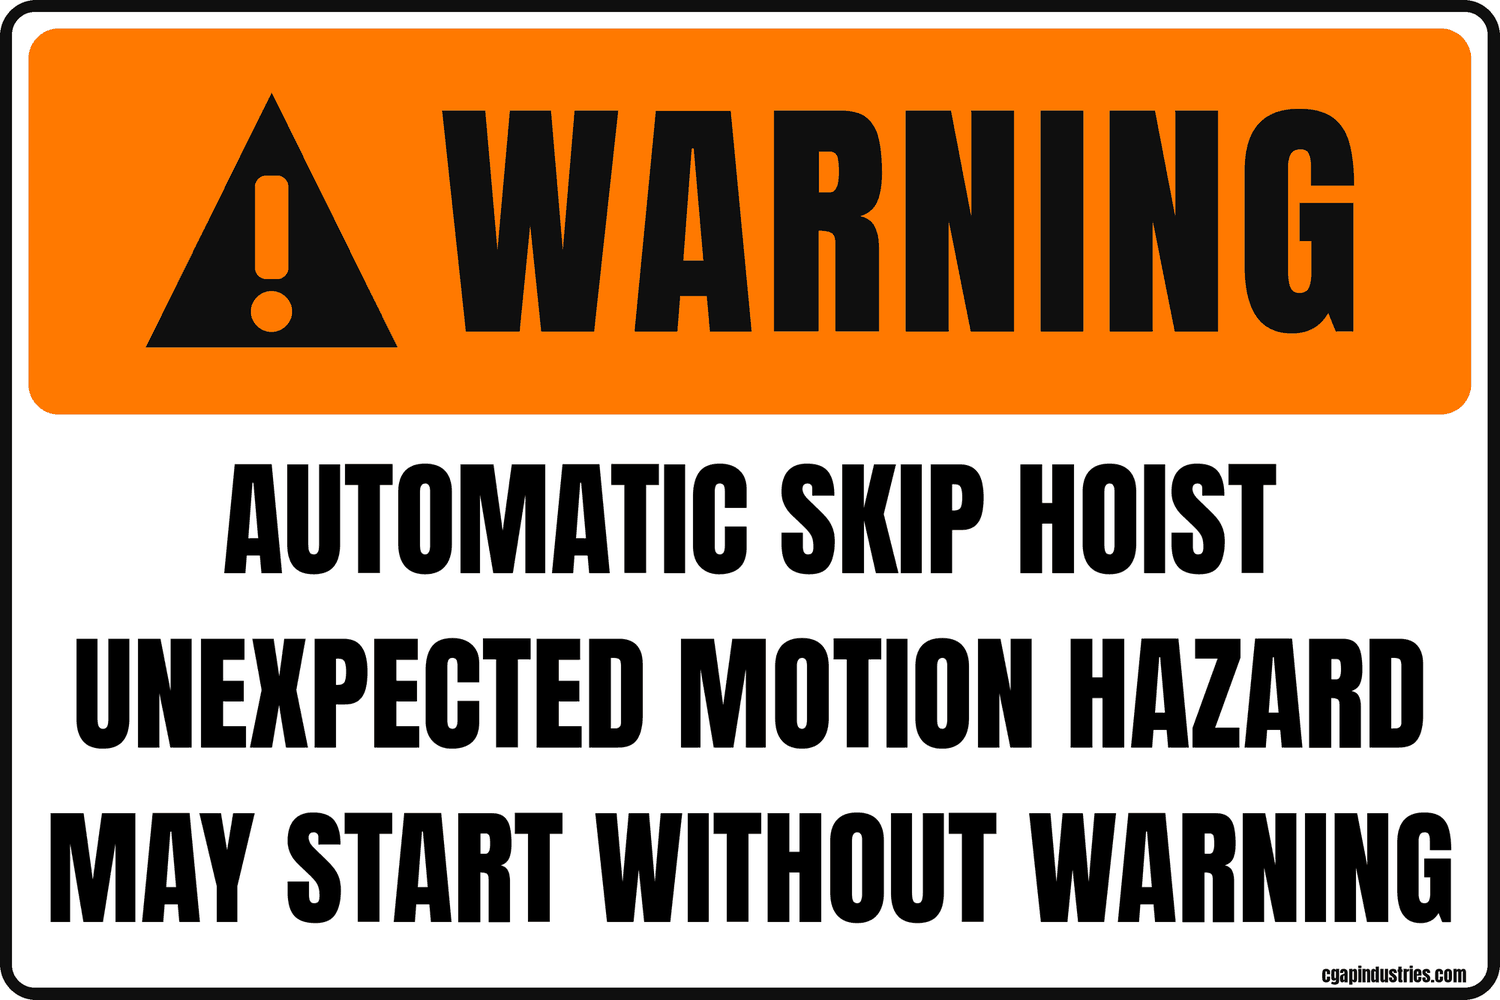 WARNING
AUTOMATIC SKIP HOIST
UNEXPECTED MOTION HAZARD
MAY START WITHOUT WARNING
cgapindustries.com